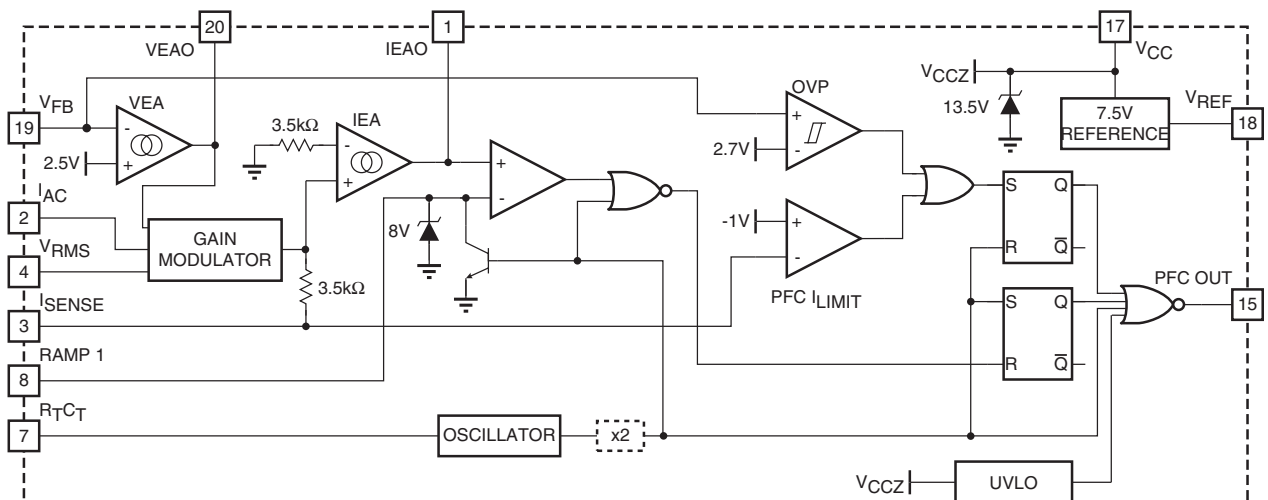 20
1
17
VEAO
IEAO
VCC
VCCZ
13.5V
7.5V
REFERENCE
VREF
18
VFB
19
VEA
-
+
2.5V
3.5kΩ
IEA
-
+
OVP
+
-
2.7V
+
-
8V
-1V
+
-
PFC ILIMIT
IAC
2
VRMS
4
GAIN
MODULATOR
3.5kΩ
ISENSE
3
RAMP 1
8
RTCT
7
OSCILLATOR
x2
S
Q
R
Q
S
Q
R
Q
PFC OUT
15
VCCZ
UVLO